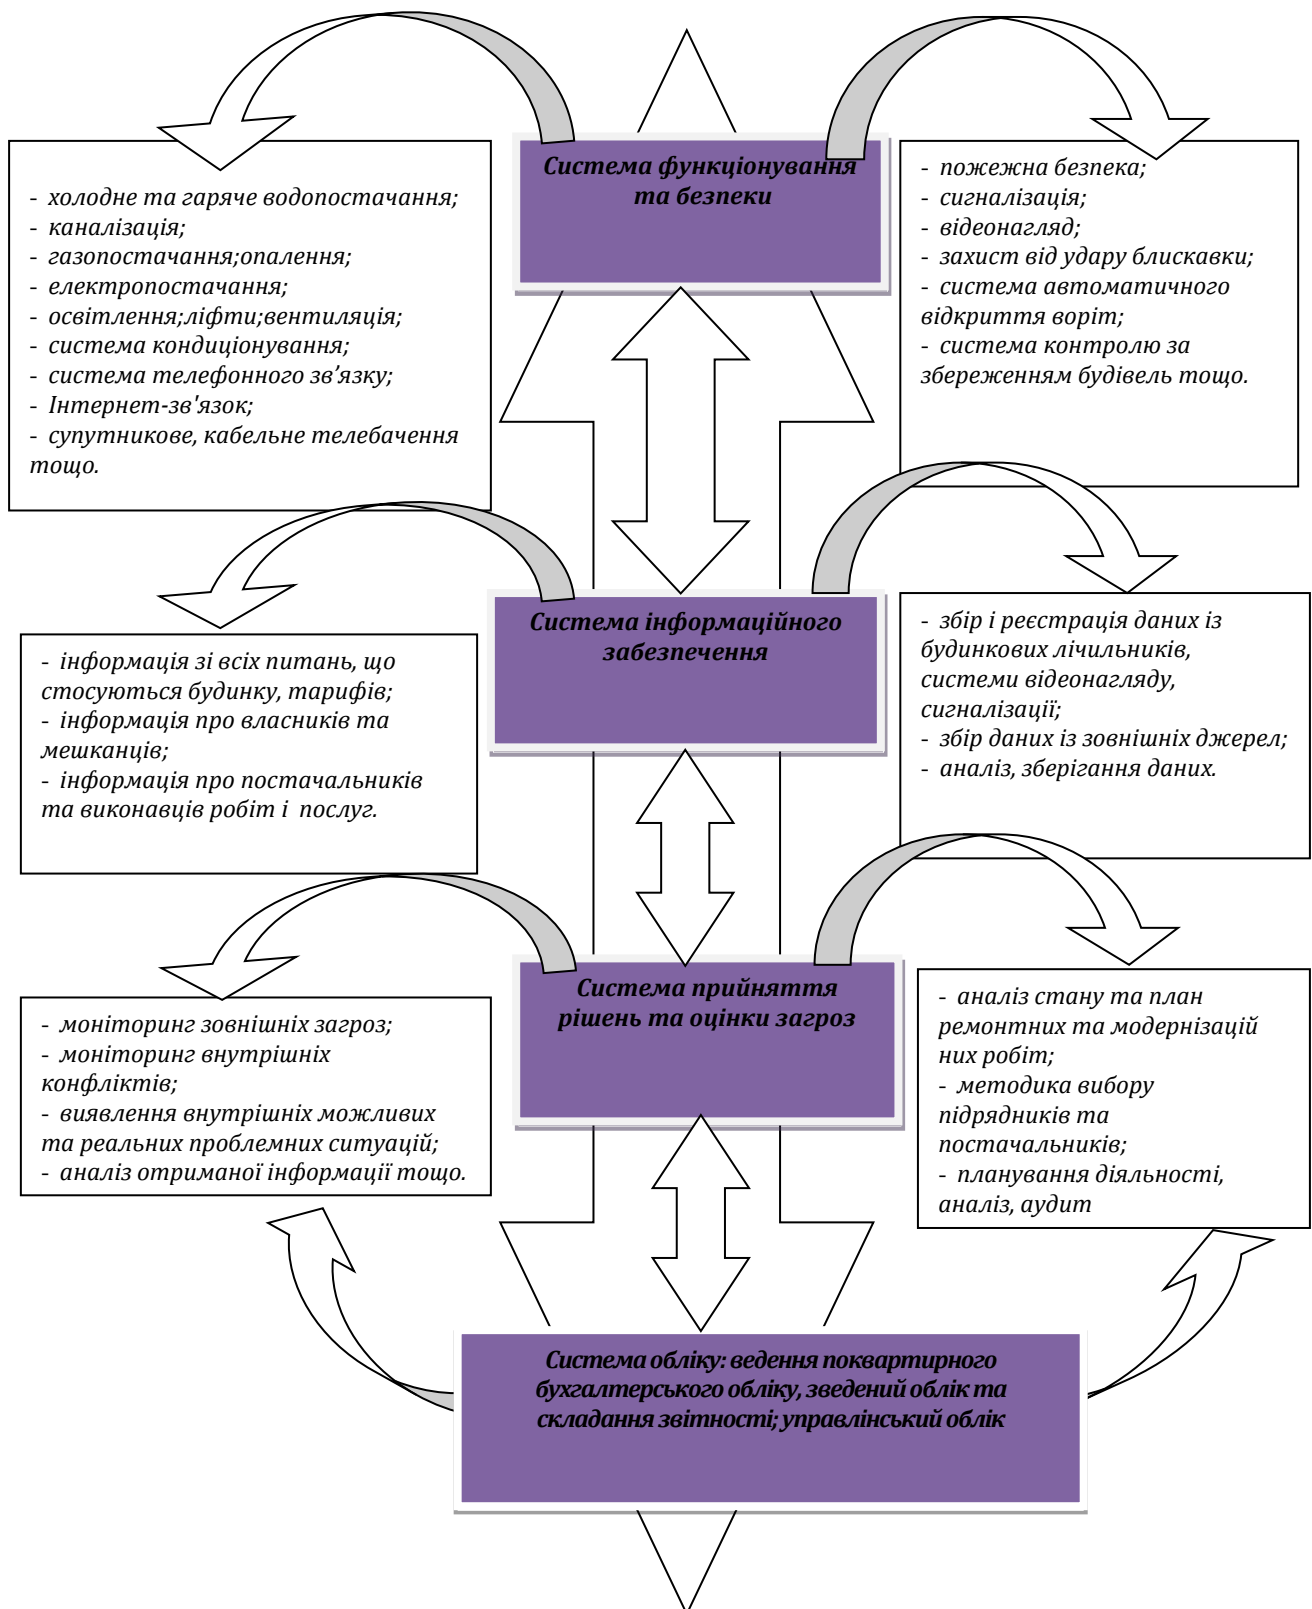 Система функціонування
та безпеки
- холодне та гаряче водопостачання;
- каналізація;
- газопостачання;опалення;
- електропостачання;
- освітлення;ліфти;вентиляція;
- система кондиціонування;
- система телефонного зв’язку;
- Інтернет-зв'язок;
- супутникове, кабельне телебачення
тощо.
- пожежна безпека;
- сигналізація;
- відеонагляд;
- захист від удару блискавки;
- система автоматичного
відкриття воріт;
- система контролю за
збереженням будівель тощо.
Система інформаційного
забезпечення
- інформація зі всіх питань, що
стосуються будинку, тарифів;
- інформація про власників та
мешканців;
- інформація про постачальників
та виконавців робіт і послуг.
- збір і реєстрація даних із
будинкових лічильників,
системи відеонагляду,
сигналізації;
- збір даних із зовнішніх джерел;
- аналіз, зберігання даних.
Система прийняття
рішень та оцінки загроз
- моніторинг зовнішніх загроз;
- моніторинг внутрішніх
конфліктів;
- виявлення внутрішніх можливих
та реальних проблемних ситуацій;
- аналіз отриманої інформації тощо.
- аналіз стану та план
ремонтних та модернізацій
них робіт;
- методика вибору
підрядників та
постачальників;
- планування діяльності,
аналіз, аудит
Система обліку: ведення поквартирного
бухгалтерського обліку, зведений облік та
складання звітності; управлінський облік